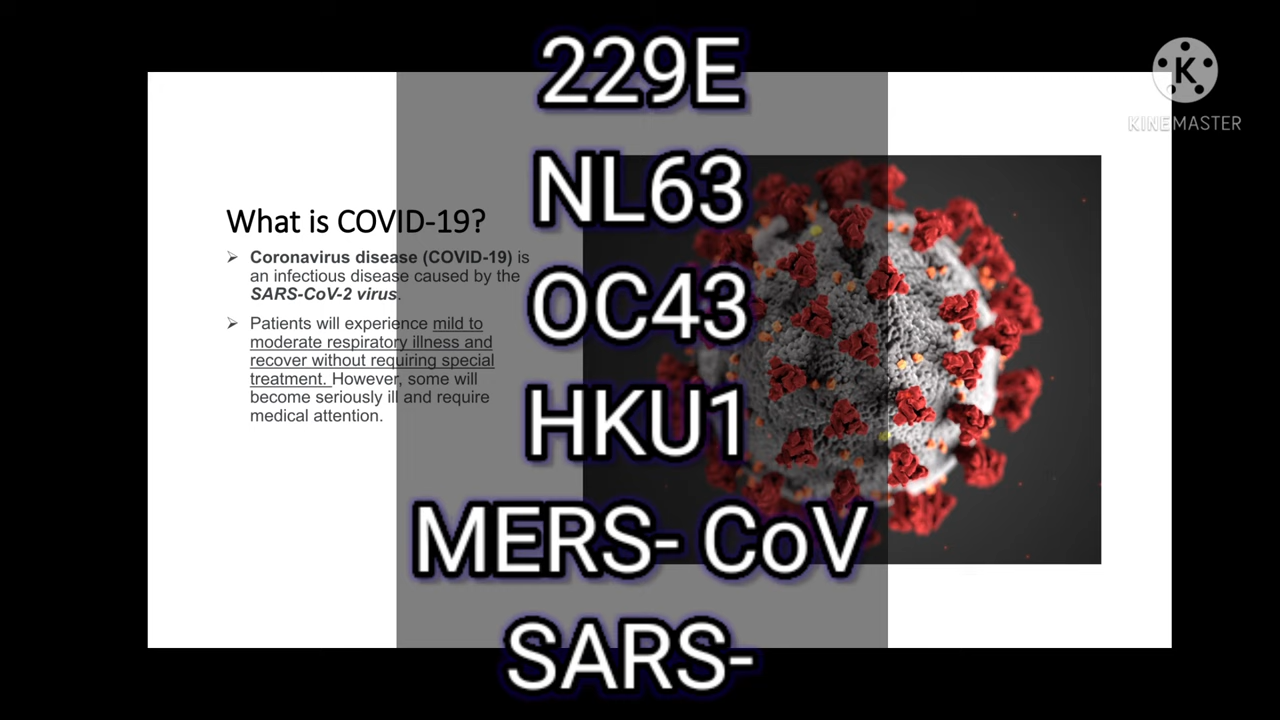 229E
NL63
OC43
HKU1
MERS- CoV
SARS-
What is COVID-19?
➢ Coronavirus disease (COVID-19) is
an infectious disease caused by the
SARS-CoV-2 virus.
➢ Patients will experience mild to
moderate respiratory illness and
recover without requiring special
treatment. However, some will
become seriously ill and require
medical attention.
K
KINEMASTER